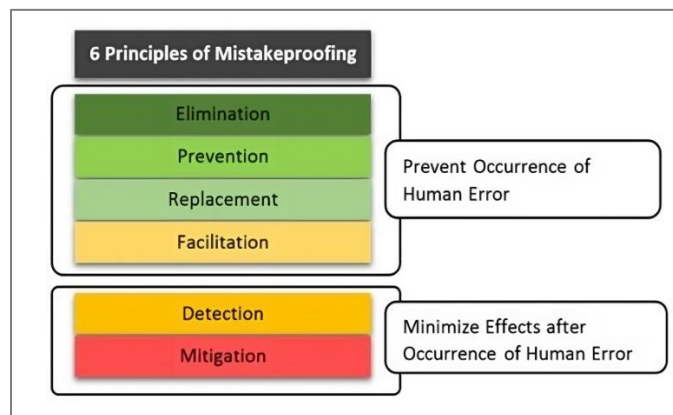 6 Principles of Mistakeproofing
Elimination
Prevention
Replacement
Facilitation
Prevent Occurrence of
Human Error
Detection
Mitigation
Minimize Effects after
Occurrence of Human Error